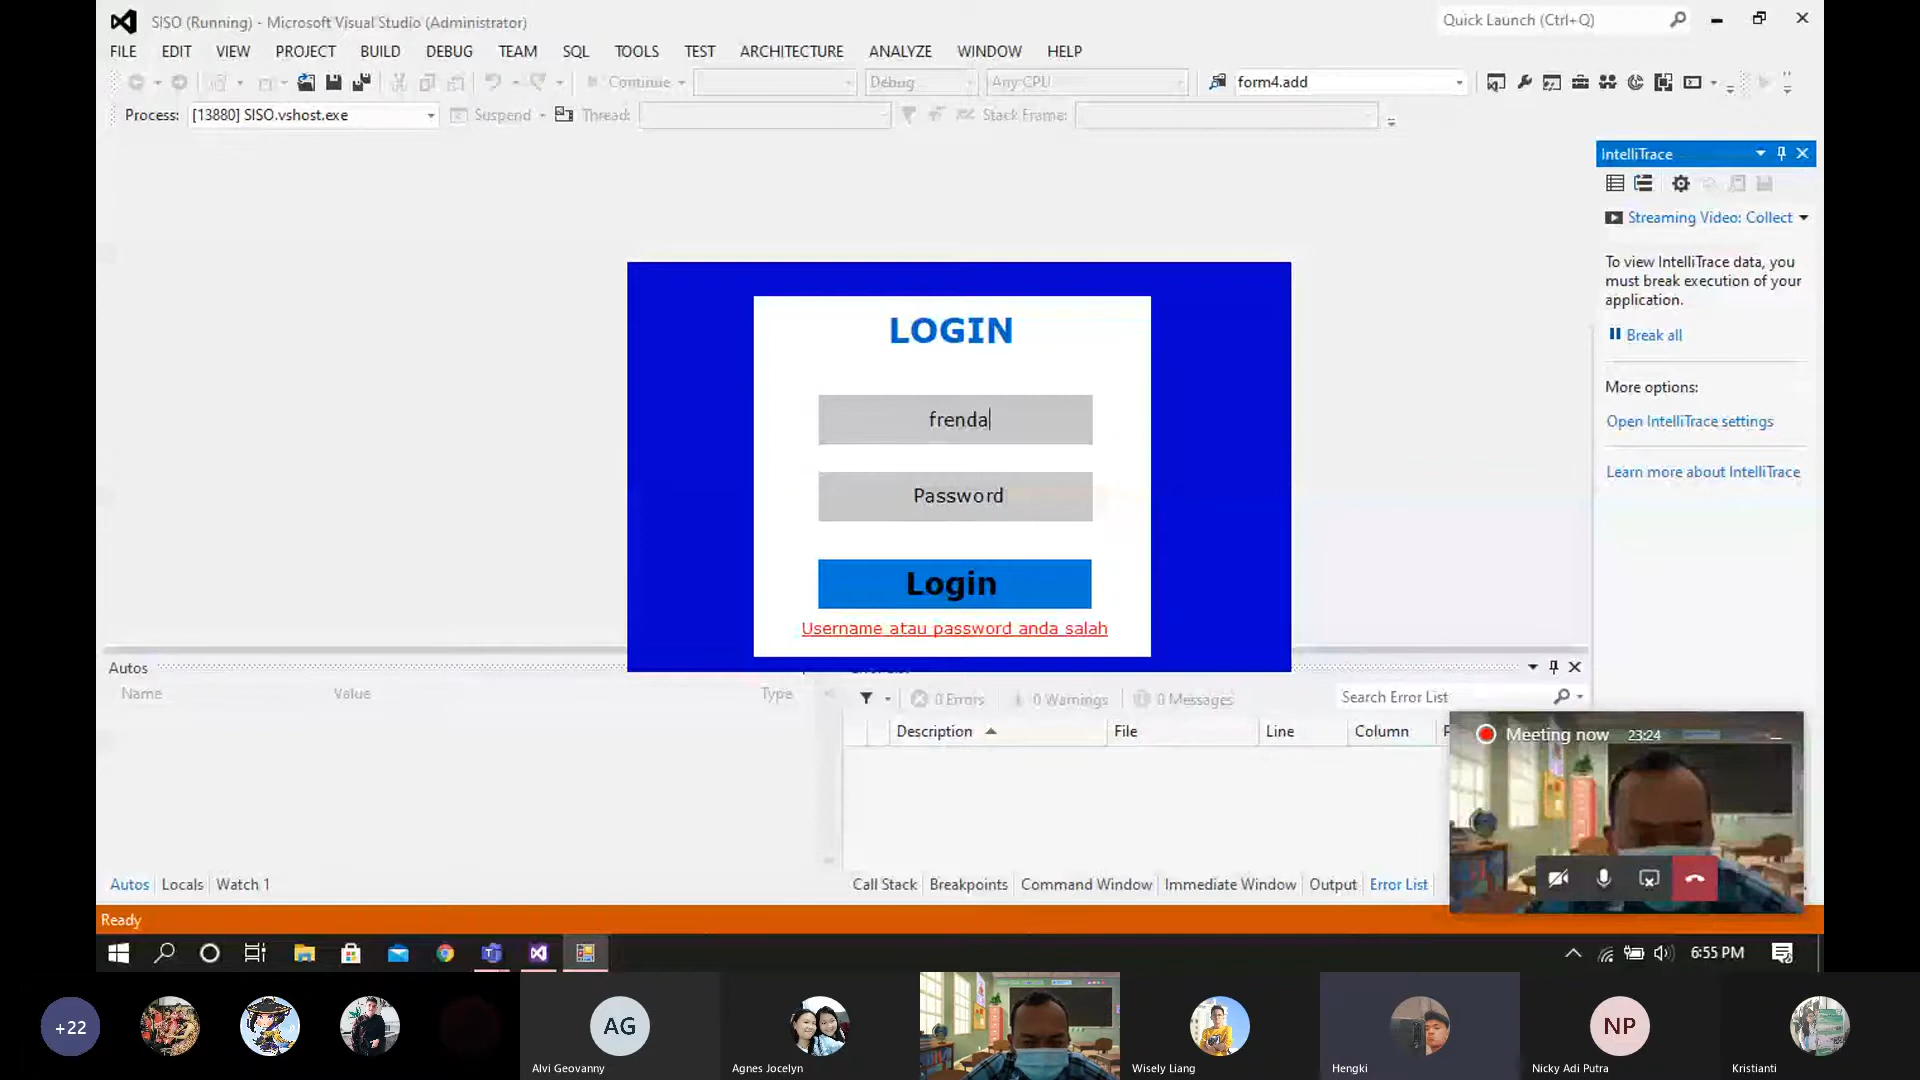 SISO (Running) - Microsoft Visual Studio (Administrator)
Quick Launch (Ctrl+Q)
FILE EDIT VIEW PROJECT BUILD DEBUG TEAM SQL TOOLS TEST ARCHITECTURE ANALYZE WINDOW HELP
Continue Debug Any CPU form4.add
Process: [13880] SISO.vshost.exe Suspend Thread: Stack Frame:
IntelliTrace
Streaming Video: Collect
To view IntelliTrace data, you
must break execution of your
application.
Break all
More options:
Open IntelliTrace settings
Learn more about IntelliTrace
LOGIN
frenda
Password
Login
Username atau password anda salah
Autos
Name Value Type
0 Errors 0 Warnings 0 Messages Search Error List
Description File Line Column
Meeting now 23:24
Autos Locals Watch 1
Call Stack Breakpoints Command Window Immediate Window Output Error List
Ready
6:55 PM
+22
AG
NP
Alvi Geovanny
Agnes Jocelyn
Wisely Liang
Hengki
Nicky Adi Putra
Kristianti